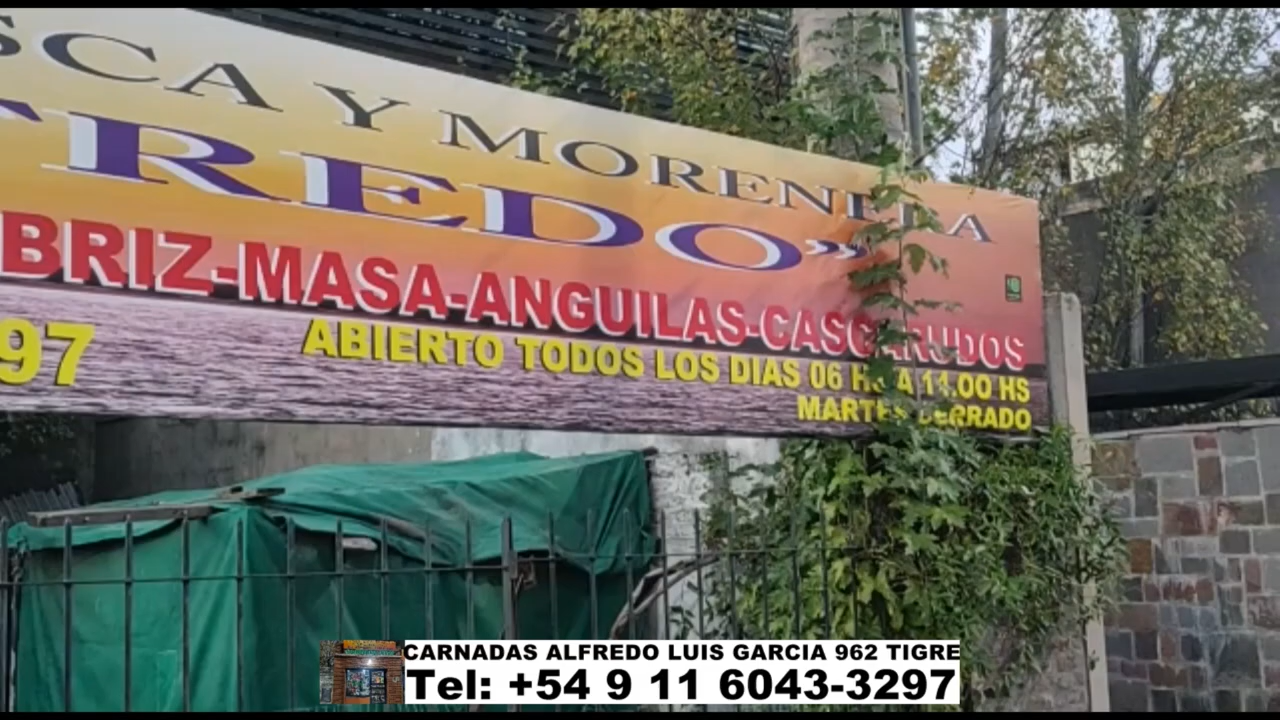 SCA Y MORENITA
FREDO”
BRIZ-MASA-ANGUILAS-CASCARUDOS
97
ABIERTO TODOS LOS DIAS 06 HS A 14.00 HS
MARTES CERRADO
CARNADAS ALFREDO LUIS GARCIA 962 TIGRE
Tel: +54 9 11 6043-3297